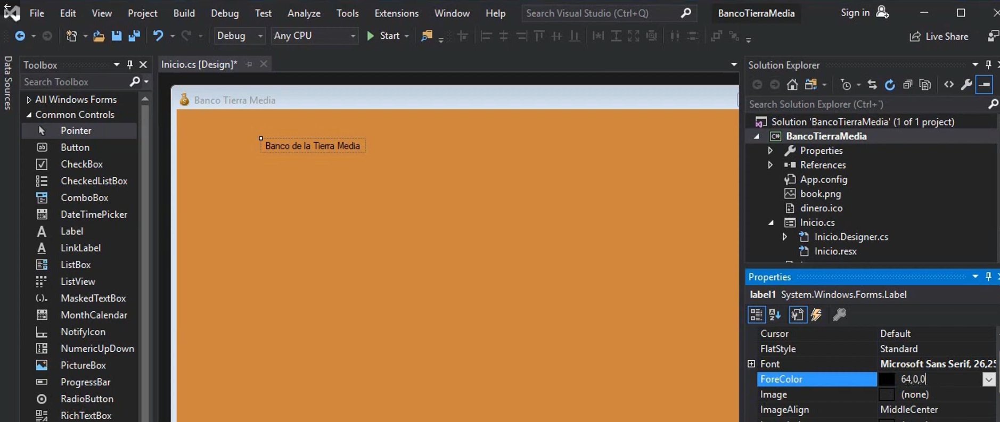 File Edit View Project Build Debug Test Analyze Tools Extensions Window Help Search Visual Studio (Ctrl+Q) BancoTierraMedia Sign in
Debug Any CPU Start Live Share
Data Sources
Toolbox
Search Toolbox
All Windows Forms
Common Controls
Pointer
Button
CheckBox
CheckedListBox
ComboBox
DateTimePicker
Label
LinkLabel
ListBox
ListView
MaskedTextBox
MonthCalendar
NotifyIcon
NumericUpDown
PictureBox
ProgressBar
RadioButton
RichTextBox
Inicio.cs [Design]*
Banco Tierra Media
Banco de la Tierra Media
Solution Explorer
Search Solution Explorer (Ctrl+`)
Solution 'BancoTierraMedia' (1 of 1 project)
BancoTierraMedia
Properties
References
App.config
book.png
dinero.ico
Inicio.cs
Inicio.Designer.cs
Inicio.resx
Properties
label1 System.Windows.Forms.Label
Cursor Default
FlatStyle Standard
Font Microsoft Sans Serif, 26,25
ForeColor 64,0,0
Image (none)
ImageAlign MiddleCenter